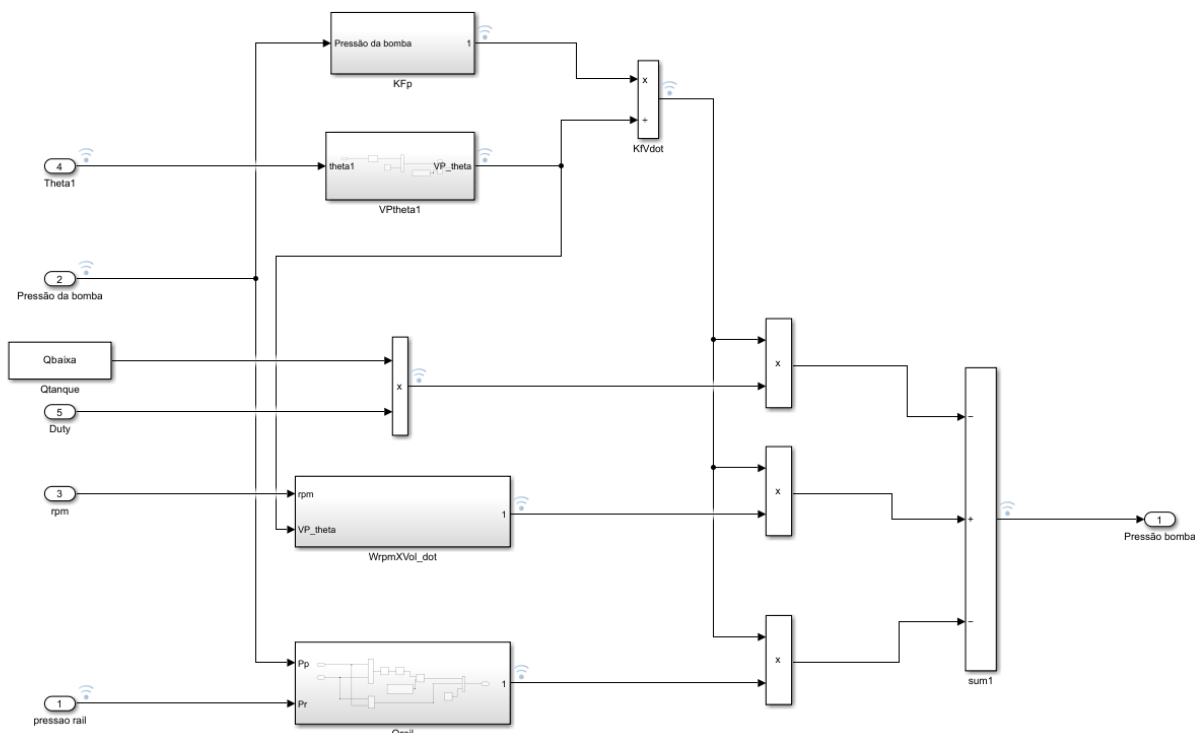 Pressão da bomba
1
KFp
x
÷
KfVdot
4
Theta1
theta1
VP_theta
VPtheta1
2
Pressão da bomba
Qbaixa
Qtanque
x
5
Duty
x
−
3
rpm
rpm
VP_theta
1
WrpmXVol_dot
x
+
1
Pressão bomba
Pp
Pr
1
x
−
sum1
1
pressao rail